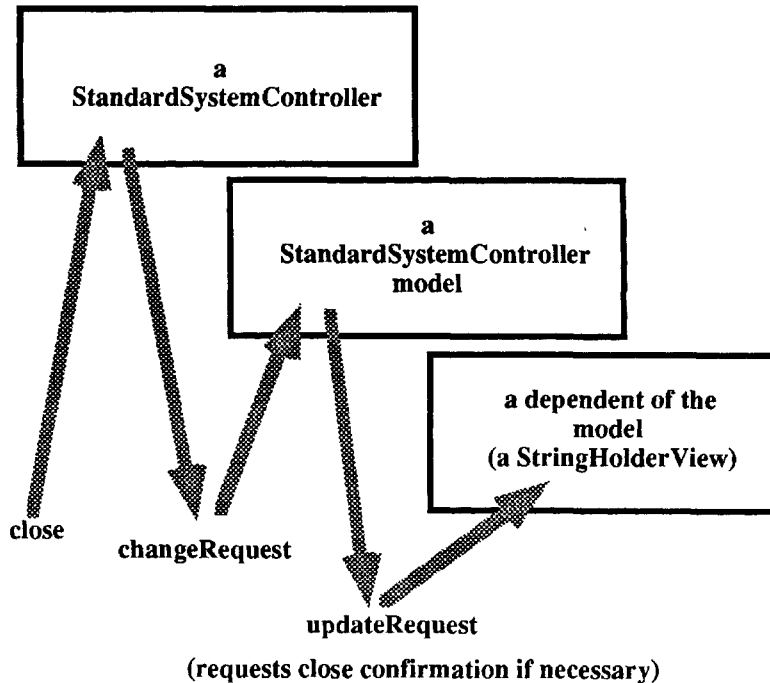 a
StandardSystemController
a
StandardSystemController
model
a dependent of the
model
(a StringHolderView)
close
changeRequest
updateRequest
(requests close confirmation if necessary)